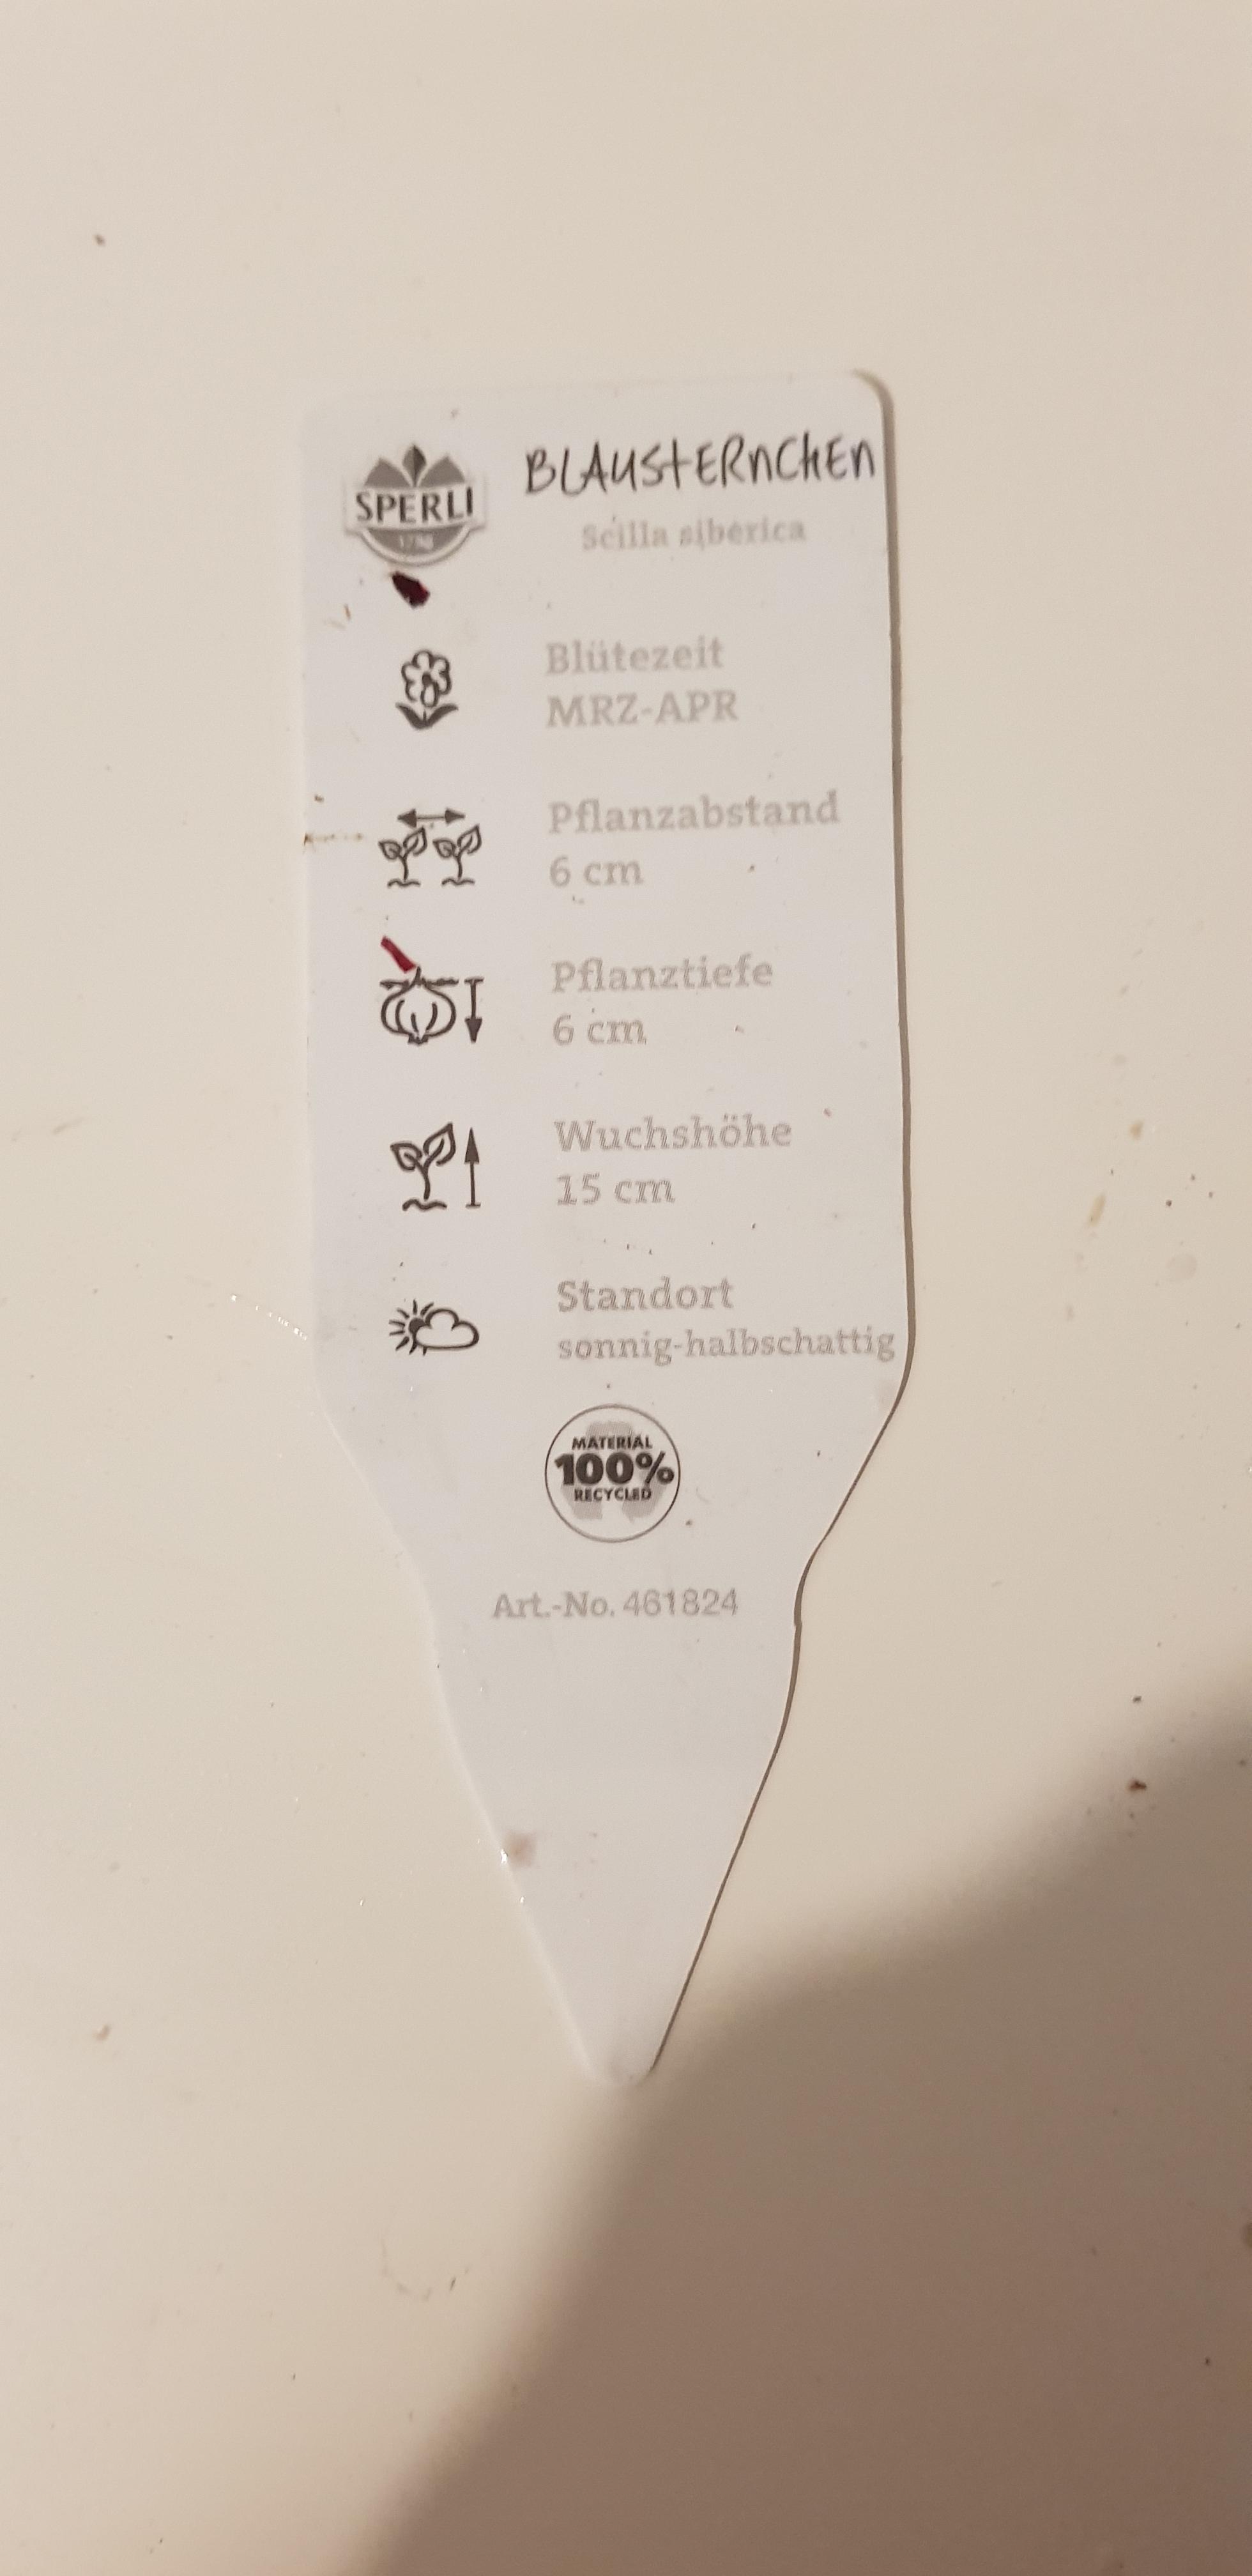 SPERLI
BLAUSTERNCHEN
Scilla siberica
Blütezeit
MRZ-APR
Pflanzabstand
6 cm
Pflanztiefe
6 cm
Wuchshöhe
15 cm
Standort
sonnig-halbschattig
MATERIAL
100%
RECYCLED
Art.-No. 461824